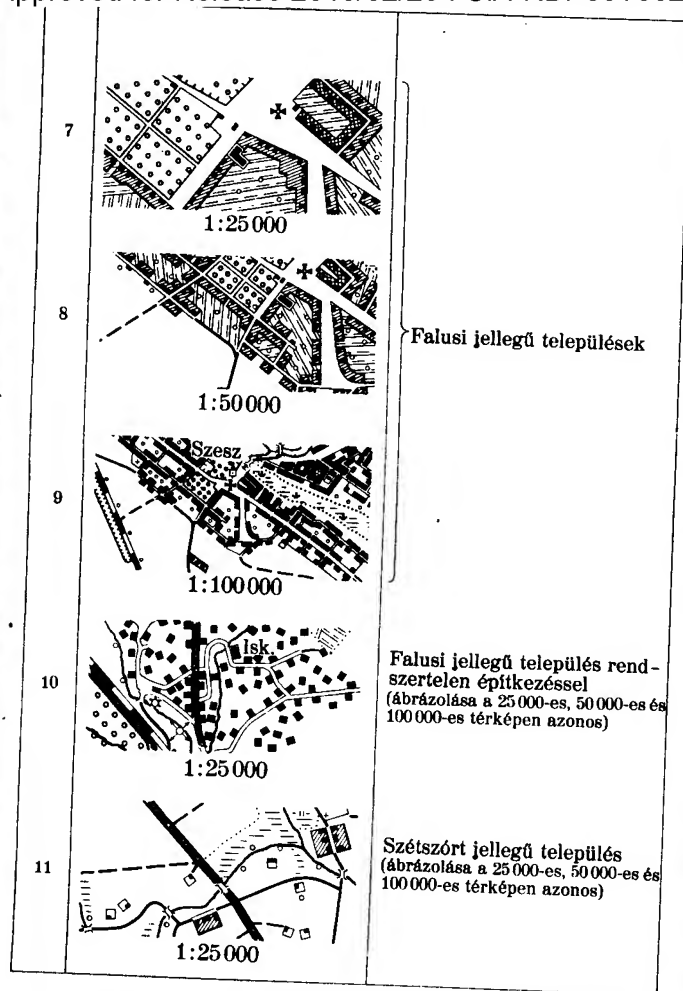 7
1:25000
8
1:50000
Falusi jellegű települések
Szesz
9
1:100000
Isk.
10
1:25000
Falusi jellegű település rend-
szertelen építkezéssel
(ábrázolása a 25000-es, 50000-es és
100000-es térképen azonos)
11
1:25000
Szétszórt jellegű település
(ábrázolása a 25000-es, 50000-es és
100000-es térképen azonos)